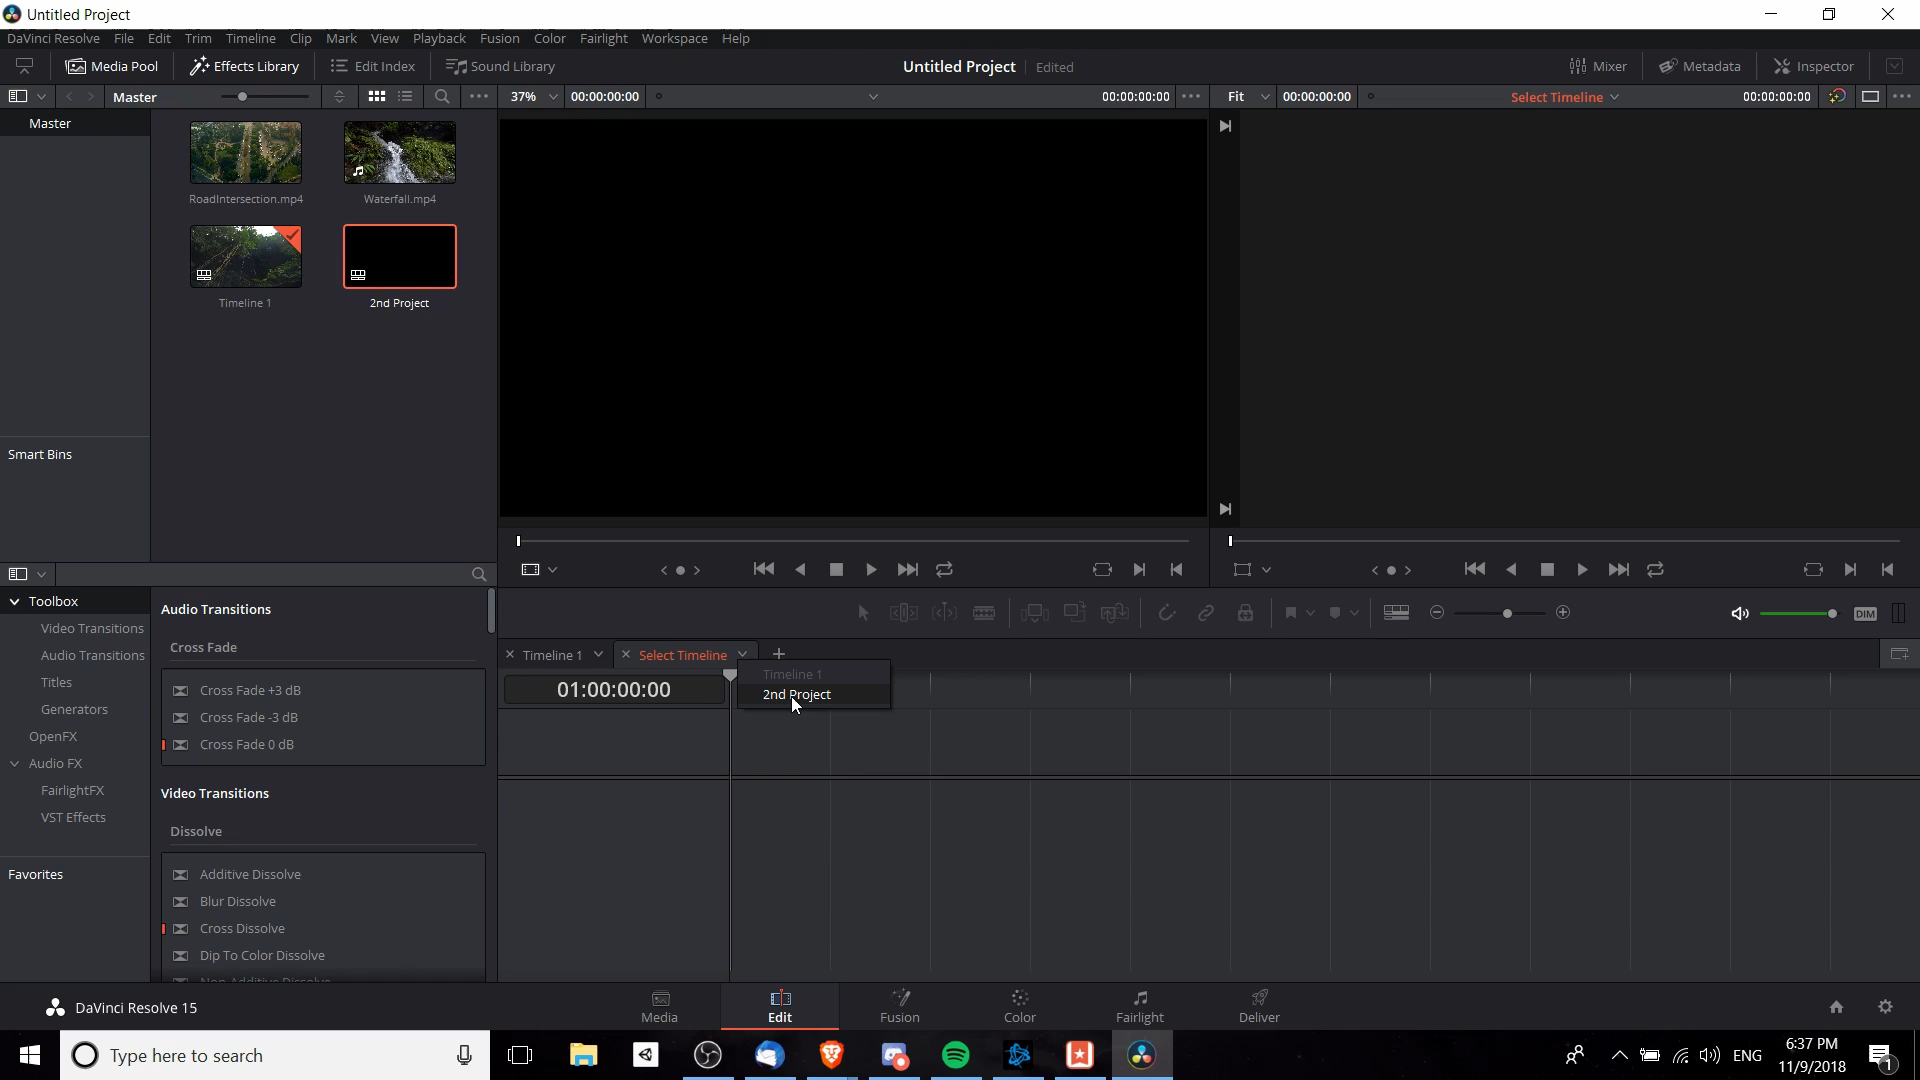 Untitled Project
DaVinci Resolve File Edit Trim Timeline Clip Mark View Playback Fusion Color Fairlight Workspace Help
Media Pool Effects Library Edit Index Sound Library Untitled Project Edited Mixer Metadata Inspector
Master 37% 00:00:00:00 00:00:00:00 Fit 00:00:00:00 Select Timeline 00:00:00:00
Master
RoadIntersection.mp4 Waterfall.mp4
Timeline 1 2nd Project
Smart Bins
Toolbox
Video Transitions
Audio Transitions
Titles
Generators
OpenFX
Audio FX
FairlightFX
VST Effects
Favorites
Audio Transitions
Cross Fade
Cross Fade +3 dB
Cross Fade -3 dB
Cross Fade 0 dB
Video Transitions
Dissolve
Additive Dissolve
Blur Dissolve
Cross Dissolve
Dip To Color Dissolve
Non-Additive Dissolve
DIM
Timeline 1 Select Timeline
01:00:00:00
Timeline 1
2nd Project
DaVinci Resolve 15 Media Edit Fusion Color Fairlight Deliver
Type here to search ENG
6:37 PM
11/9/2018
1